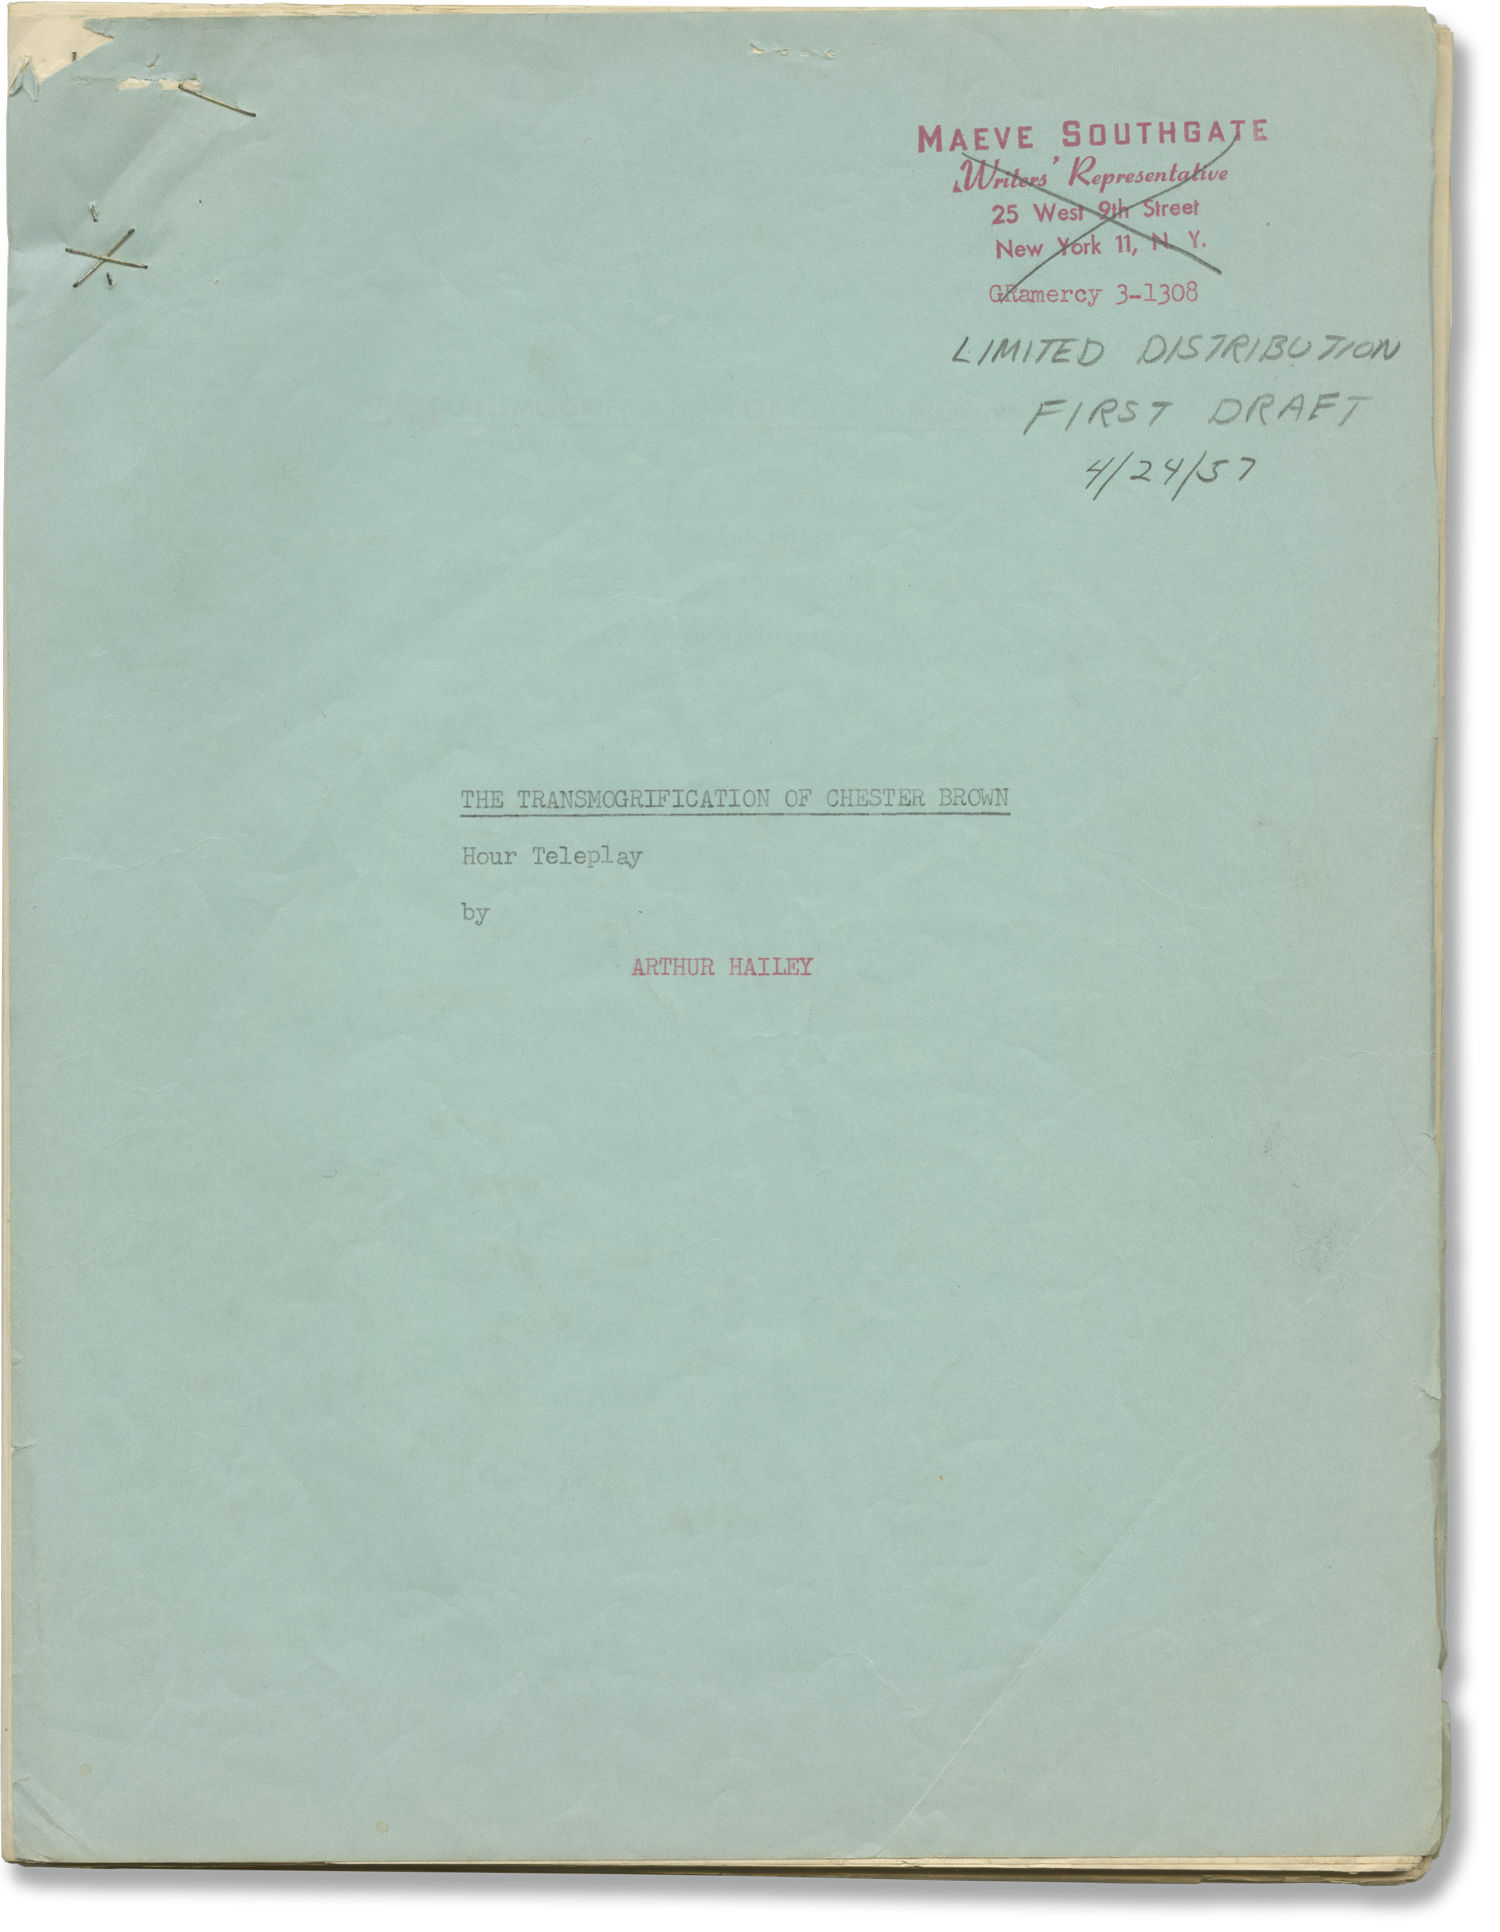 MAEVE SOUTHGATE
Writers' Representative
25 West 9th Street
New York 11, N. Y.
GRamercy 3-1308
LIMITED DISTRIBUTION
FIRST DRAFT
4/24/57
THE TRANSMOGRIFICATION OF CHESTER BROWN
Hour Teleplay
by
ARTHUR HAILEY